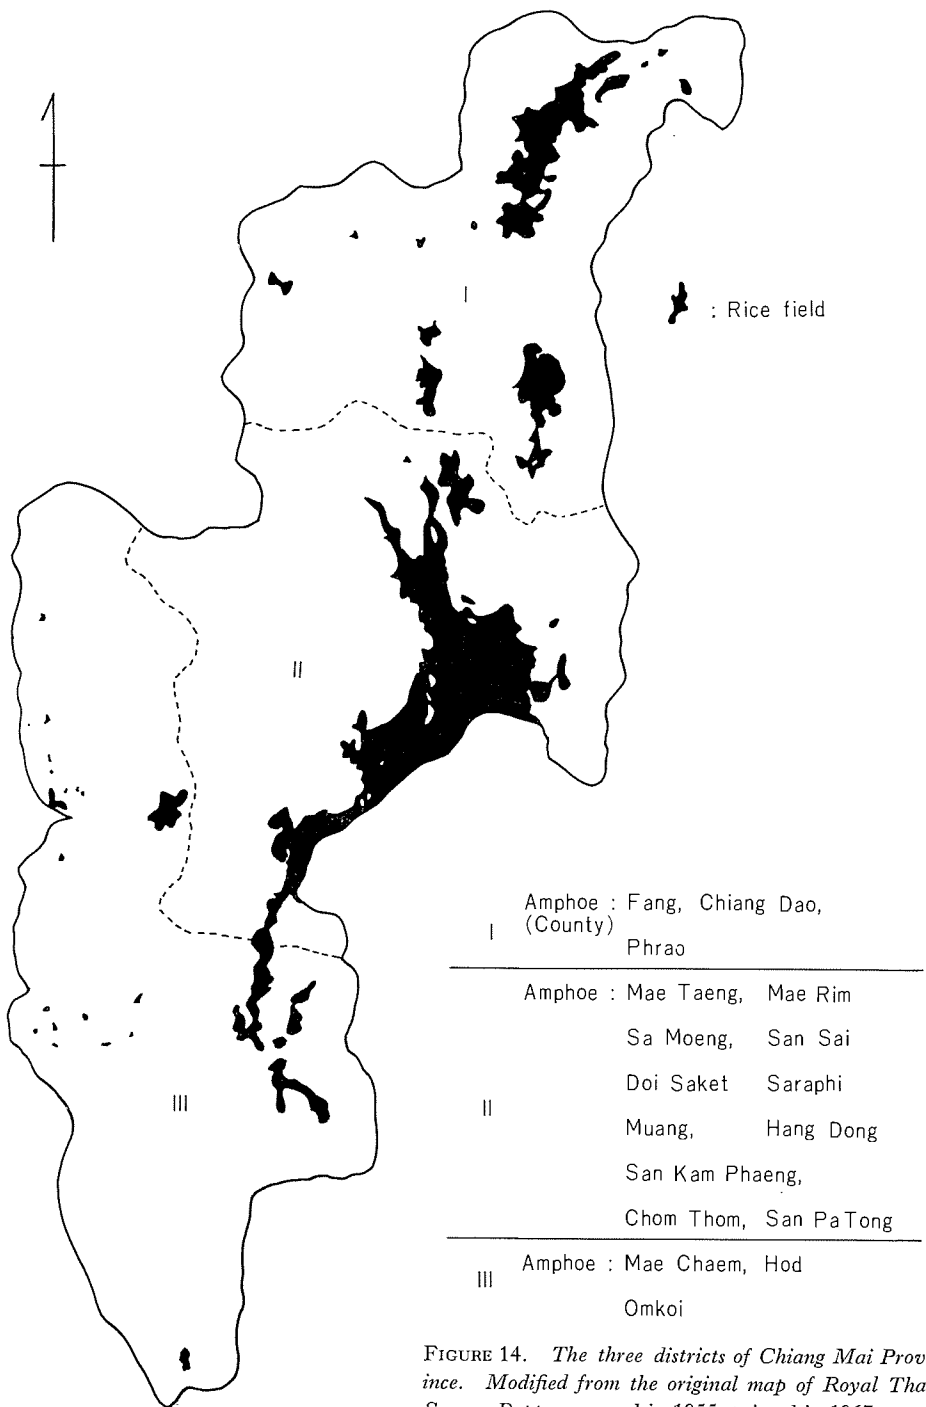 I
: Rice field
II
III
Amphoe : Fang, Chiang Dao,
(County)
I
Phrao
Amphoe : Mae Taeng, Mae Rim
Sa Moeng, San Sai
Doi Saket Saraphi
II
Muang, Hang Dong
San Kam Phaeng,
Chom Thom, San Pa Tong
Amphoe : Mae Chaem, Hod
III
Omkoi
FIGURE 14. The three districts of Chiang Mai Prov
ince. Modified from the original map of Royal Tha